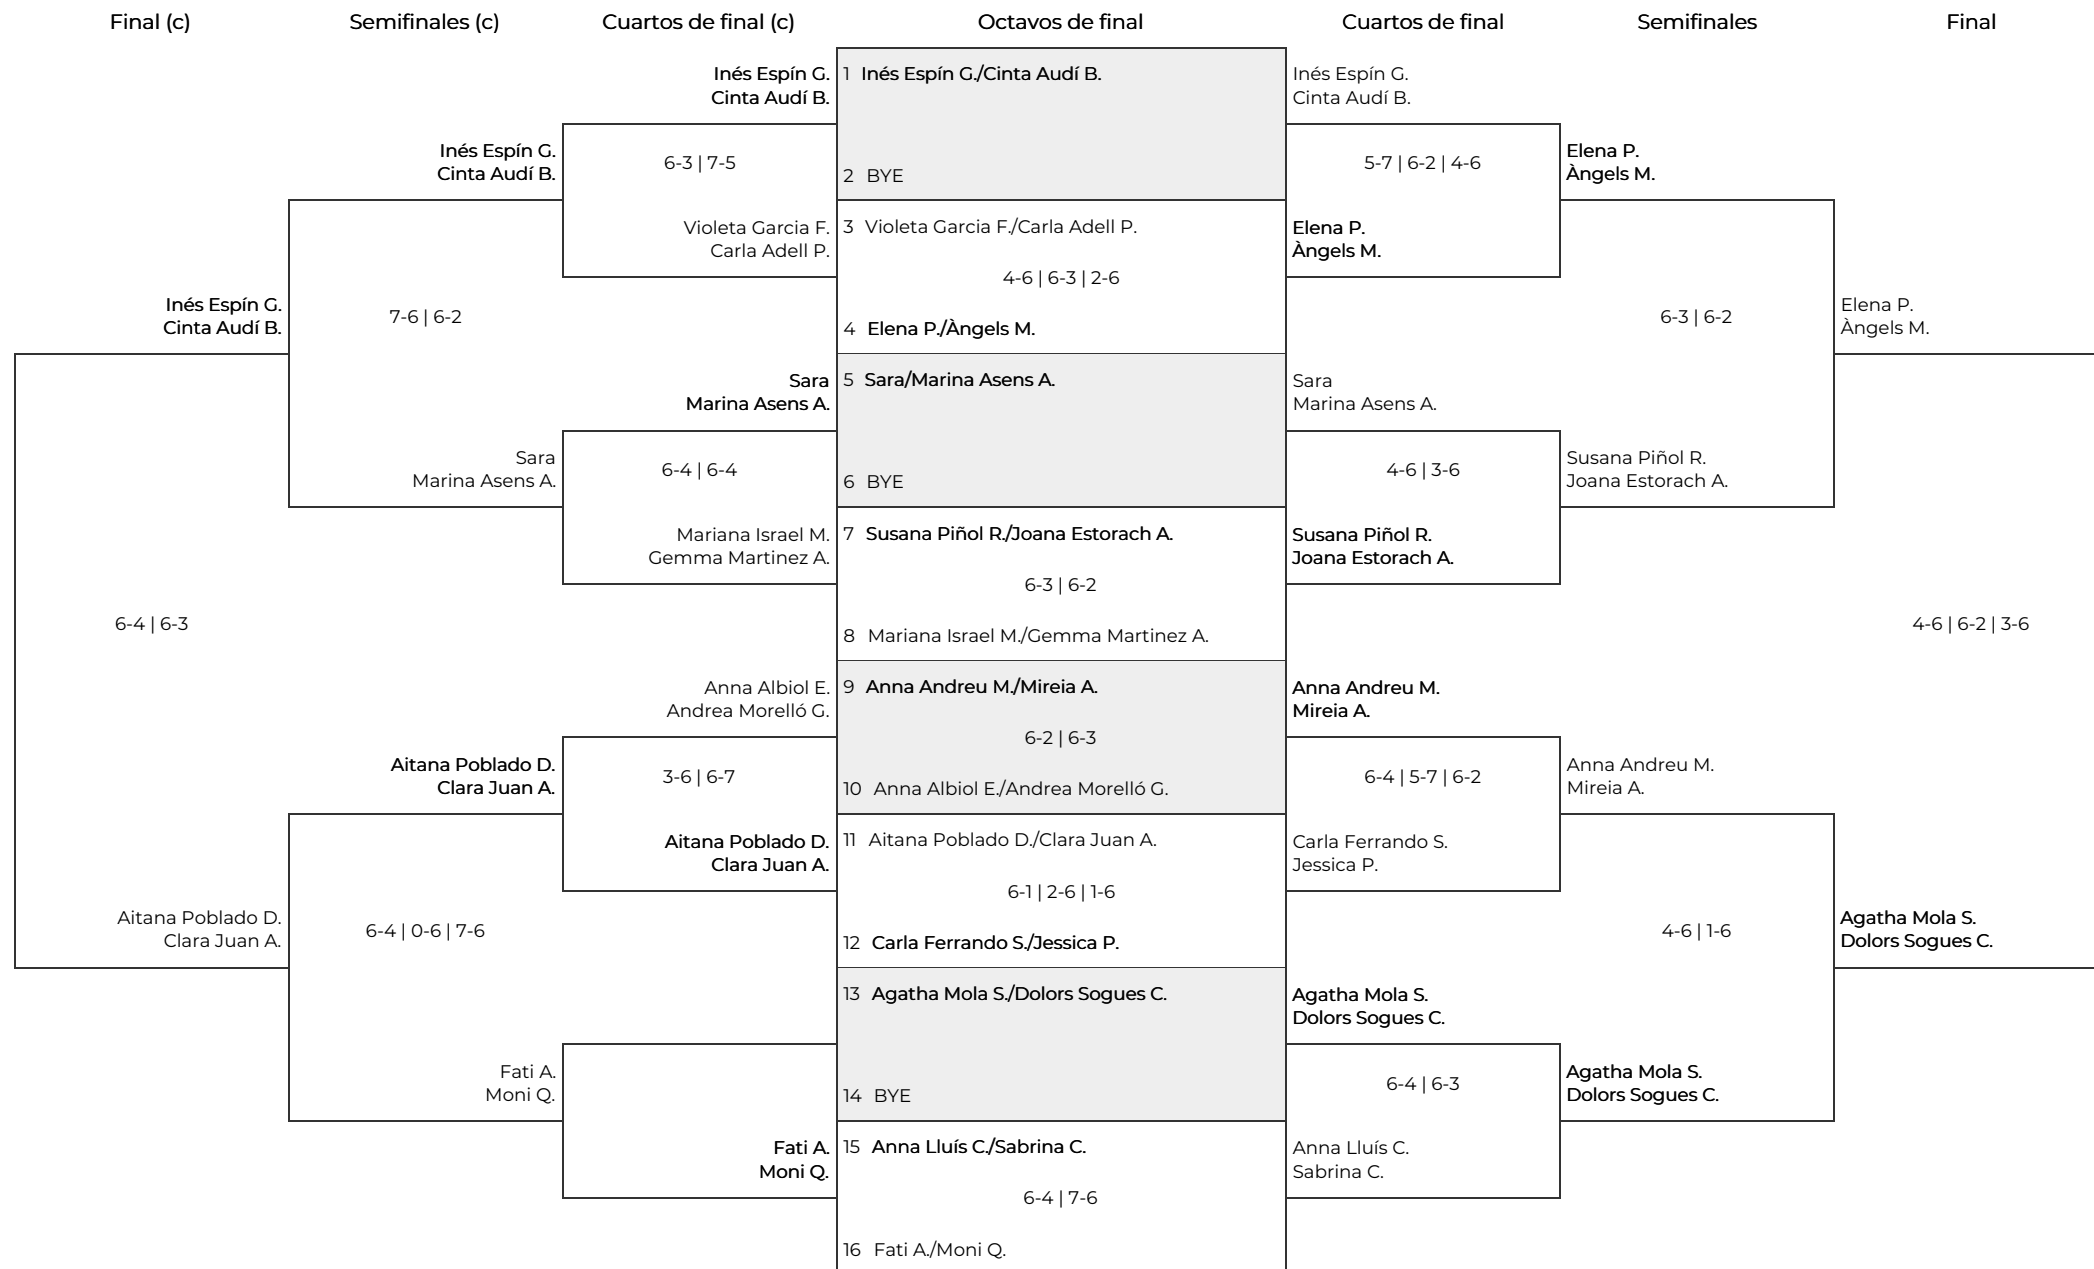 Final (c)
Semifinales (c)
Cuartos de final (c)
Octavos de final
Cuartos de final
Semifinales
Final
Inés Espín G.
Cinta Audí B.
6-4 | 6-3
Aitana Poblado D.
Clara Juan A.
Inés Espín G.
Cinta Audí B.
7-6 | 6-2
Sara
Marina Asens A.
Aitana Poblado D.
Clara Juan A.
6-4 | 0-6 | 7-6
Fati A.
Moni Q.
Inés Espín G.
Cinta Audí B.
6-3 | 7-5
Violeta Garcia F.
Carla Adell P.
Sara
Marina Asens A.
6-4 | 6-4
Mariana Israel M.
Gemma Martinez A.
Anna Albiol E.
Andrea Morelló G.
3-6 | 6-7
Aitana Poblado D.
Clara Juan A.
Fati A.
Moni Q.
1 Inés Espín G./Cinta Audí B.
2 BYE
3 Violeta Garcia F./Carla Adell P.
4-6 | 6-3 | 2-6
4 Elena P./Àngels M.
5 Sara/Marina Asens A.
6 BYE
7 Susana Piñol R./Joana Estorach A.
6-3 | 6-2
8 Mariana Israel M./Gemma Martinez A.
9 Anna Andreu M./Mireia A.
6-2 | 6-3
10 Anna Albiol E./Andrea Morelló G.
11 Aitana Poblado D./Clara Juan A.
6-1 | 2-6 | 1-6
12 Carla Ferrando S./Jessica P.
13 Agatha Mola S./Dolors Sogues C.
14 BYE
15 Anna Lluís C./Sabrina C.
6-4 | 7-6
16 Fati A./Moni Q.
Inés Espín G.
Cinta Audí B.
5-7 | 6-2 | 4-6
Elena P.
Àngels M.
Sara
Marina Asens A.
4-6 | 3-6
Susana Piñol R.
Joana Estorach A.
Anna Andreu M.
Mireia A.
6-4 | 5-7 | 6-2
Carla Ferrando S.
Jessica P.
Agatha Mola S.
Dolors Sogues C.
6-4 | 6-3
Anna Lluís C.
Sabrina C.
Elena P.
Àngels M.
6-3 | 6-2
Susana Piñol R.
Joana Estorach A.
Anna Andreu M.
Mireia A.
4-6 | 1-6
Agatha Mola S.
Dolors Sogues C.
Elena P.
Àngels M.
4-6 | 6-2 | 3-6
Agatha Mola S.
Dolors Sogues C.